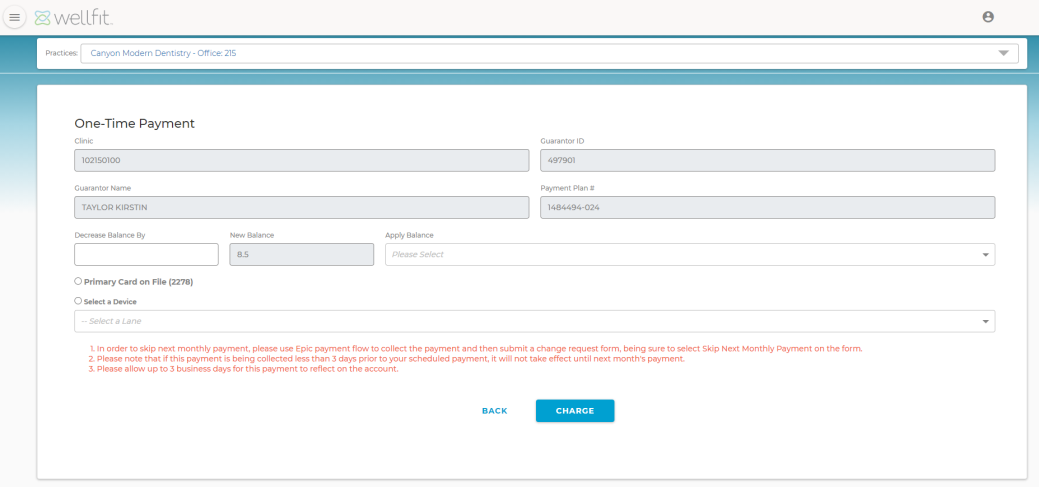 wellfit.
Practices: Canyon Modern Dentistry - Office: 215
One-Time Payment
Clinic Guarantor ID
102150100 497901
Guarantor Name Payment Plan #
TAYLOR KIRSTIN 1484494-024
Decrease Balance By New Balance Apply Balance
8.5 Please Select
Primary Card on File (2278)
Select a Device
-- Select a Lane
1. In order to skip next monthly payment, please use Epic payment flow to collect the payment and then submit a change request form, being sure to select Skip Next Monthly Payment on the form.
2. Please note that if this payment is being collected less than 3 days prior to your scheduled payment, it will not take effect until next month's payment.
3. Please allow up to 3 business days for this payment to reflect on the account.
BACK CHARGE